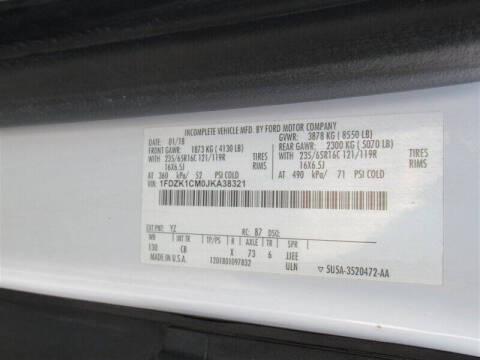 INCOMPLETE VEHICLE MFD. BY FORD MOTOR COMPANY
DATE: 01/18 GVWR: 3878 KG ( 8550 LB)
FRONT GAWR: 1873 KG ( 4130 LB) REAR GAWR: 2300 KG ( 5070 LB)
WITH 235/65R16C 121/119R TIRES WITH 235/65R16C 121/119R TIRES
16X6.5J RIMS 16X6.5J RIMS
AT 360 kPa/ 52 PSI COLD AT 490 kPa/ 71 PSI COLD
VIN: 1FDZK1CM0JKA38321
EXT PNT: YZ RC: 87 DSO:
WB INT TR TP/PS R AXLE TR SPR
130 CB X 73 6 JJEE
MADE IN U.S.A. 1201801097832 ULN 5USA-3520472-AA